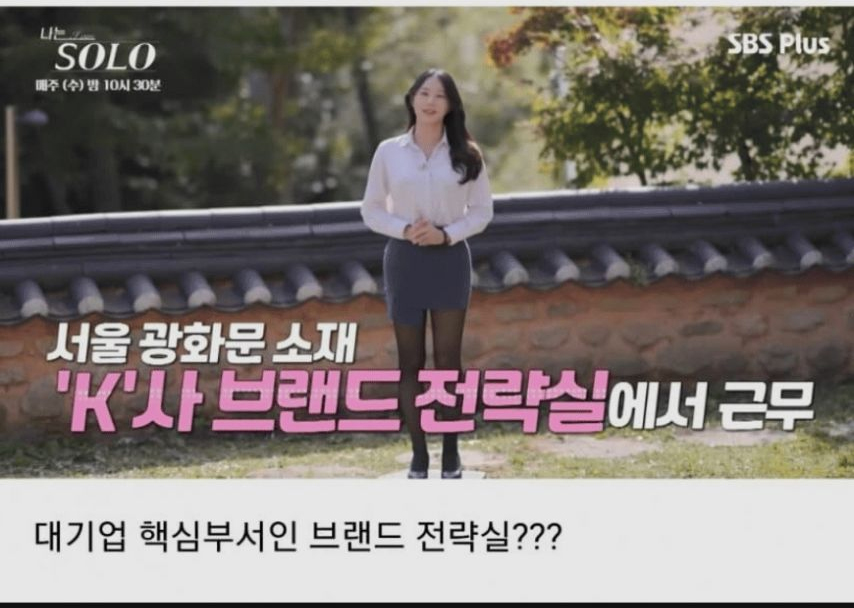 나는
SOLO
매주 (수) 밤 10시 30분
SBS Plus
서울 광화문 소재
'K'사 브랜드 전략실에서 근무
대기업 핵심부서인 브랜드 전략실???